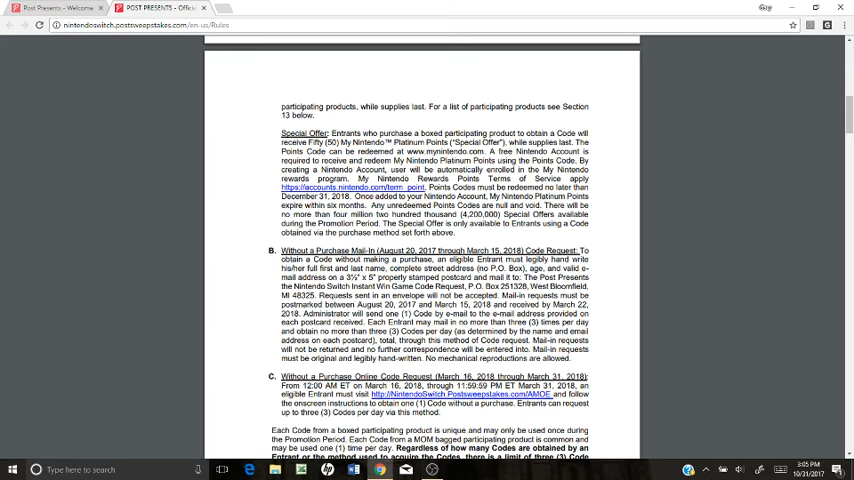 POST Presents - Welcome
POST PRESENTS - Offici
nintendoswitch.postsweepstakes.com/en-us/Rules
participating products, while supplies last. For a list of participating products see Section
13 below.
Special Offer: Entrants who purchase a boxed participating product to obtain a Code will
receive Fifty (50) My Nintendo™ Platinum Points ("Special Offer"), while supplies last. The
Points Code can be redeemed at www.mynintendo.com. A free Nintendo Account is
required to receive and redeem My Nintendo Platinum Points using the Points Code. By
creating a Nintendo Account, user will be automatically enrolled in the My Nintendo
rewards program. My Nintendo Rewards Points Terms of Service apply
https://accounts.nintendo.com/term_point. Points Codes must be redeemed no later than
December 31, 2018. Once added to your Nintendo Account, My Nintendo Platinum Points
expire within six months. Any unredeemed Points Codes are null and void. There will be
no more than four million two hundred thousand (4,200,000) Special Offers available
during the Promotion Period. The Special Offer is only available to Entrants using a Code
obtained via the purchase method set forth above.
B. Without a Purchase Mail-In (August 20, 2017 through March 15, 2018) Code Request: To
obtain a Code without making a purchase, an eligible Entrant must legibly hand write
his/her full first and last name, complete street address (no P.O. Box), age, and valid e-
mail address on a 3½" x 5" properly stamped postcard and mail it to: The Post Presents
the Nintendo Switch Instant Win Game Code Request, P.O. Box 251328, West Bloomfield,
MI 48325. Requests sent in an envelope will not be accepted. Mail-in requests must be
postmarked between August 20, 2017 and March 15, 2018 and received by March 22,
2018. Administrator will send one (1) Code by e-mail to the e-mail address provided on
each postcard received. Each Entrant may mail in no more than three (3) times per day
and obtain no more than three (3) Codes per day (as determined by the name and email
address on each postcard), total, through this method of Code request. Mail-in requests
will not be returned and no further correspondence will be entered into. Mail-in requests
must be original and legibly hand-written. No mechanical reproductions are allowed.
C. Without a Purchase Online Code Request (March 16, 2018 through March 31, 2018):
From 12:00 AM ET on March 16, 2018, through 11:59:59 PM ET March 31, 2018, an
eligible Entrant must visit http://NintendoSwitch.Postsweepstakes.com/AMOE and follow
the onscreen instructions to obtain one (1) Code without a purchase. Entrants can request
up to three (3) Codes per day via this method.
Each Code from a boxed participating product is unique and may only be used once during
the Promotion Period. Each Code from a MOM bagged participating product is common and
may be used one (1) time per day. Regardless of how many Codes are obtained by an
Entrant or the method used to acquire the Codes, there is a limit of three (3) Code
Type here to search
3:05 PM
10/31/2017